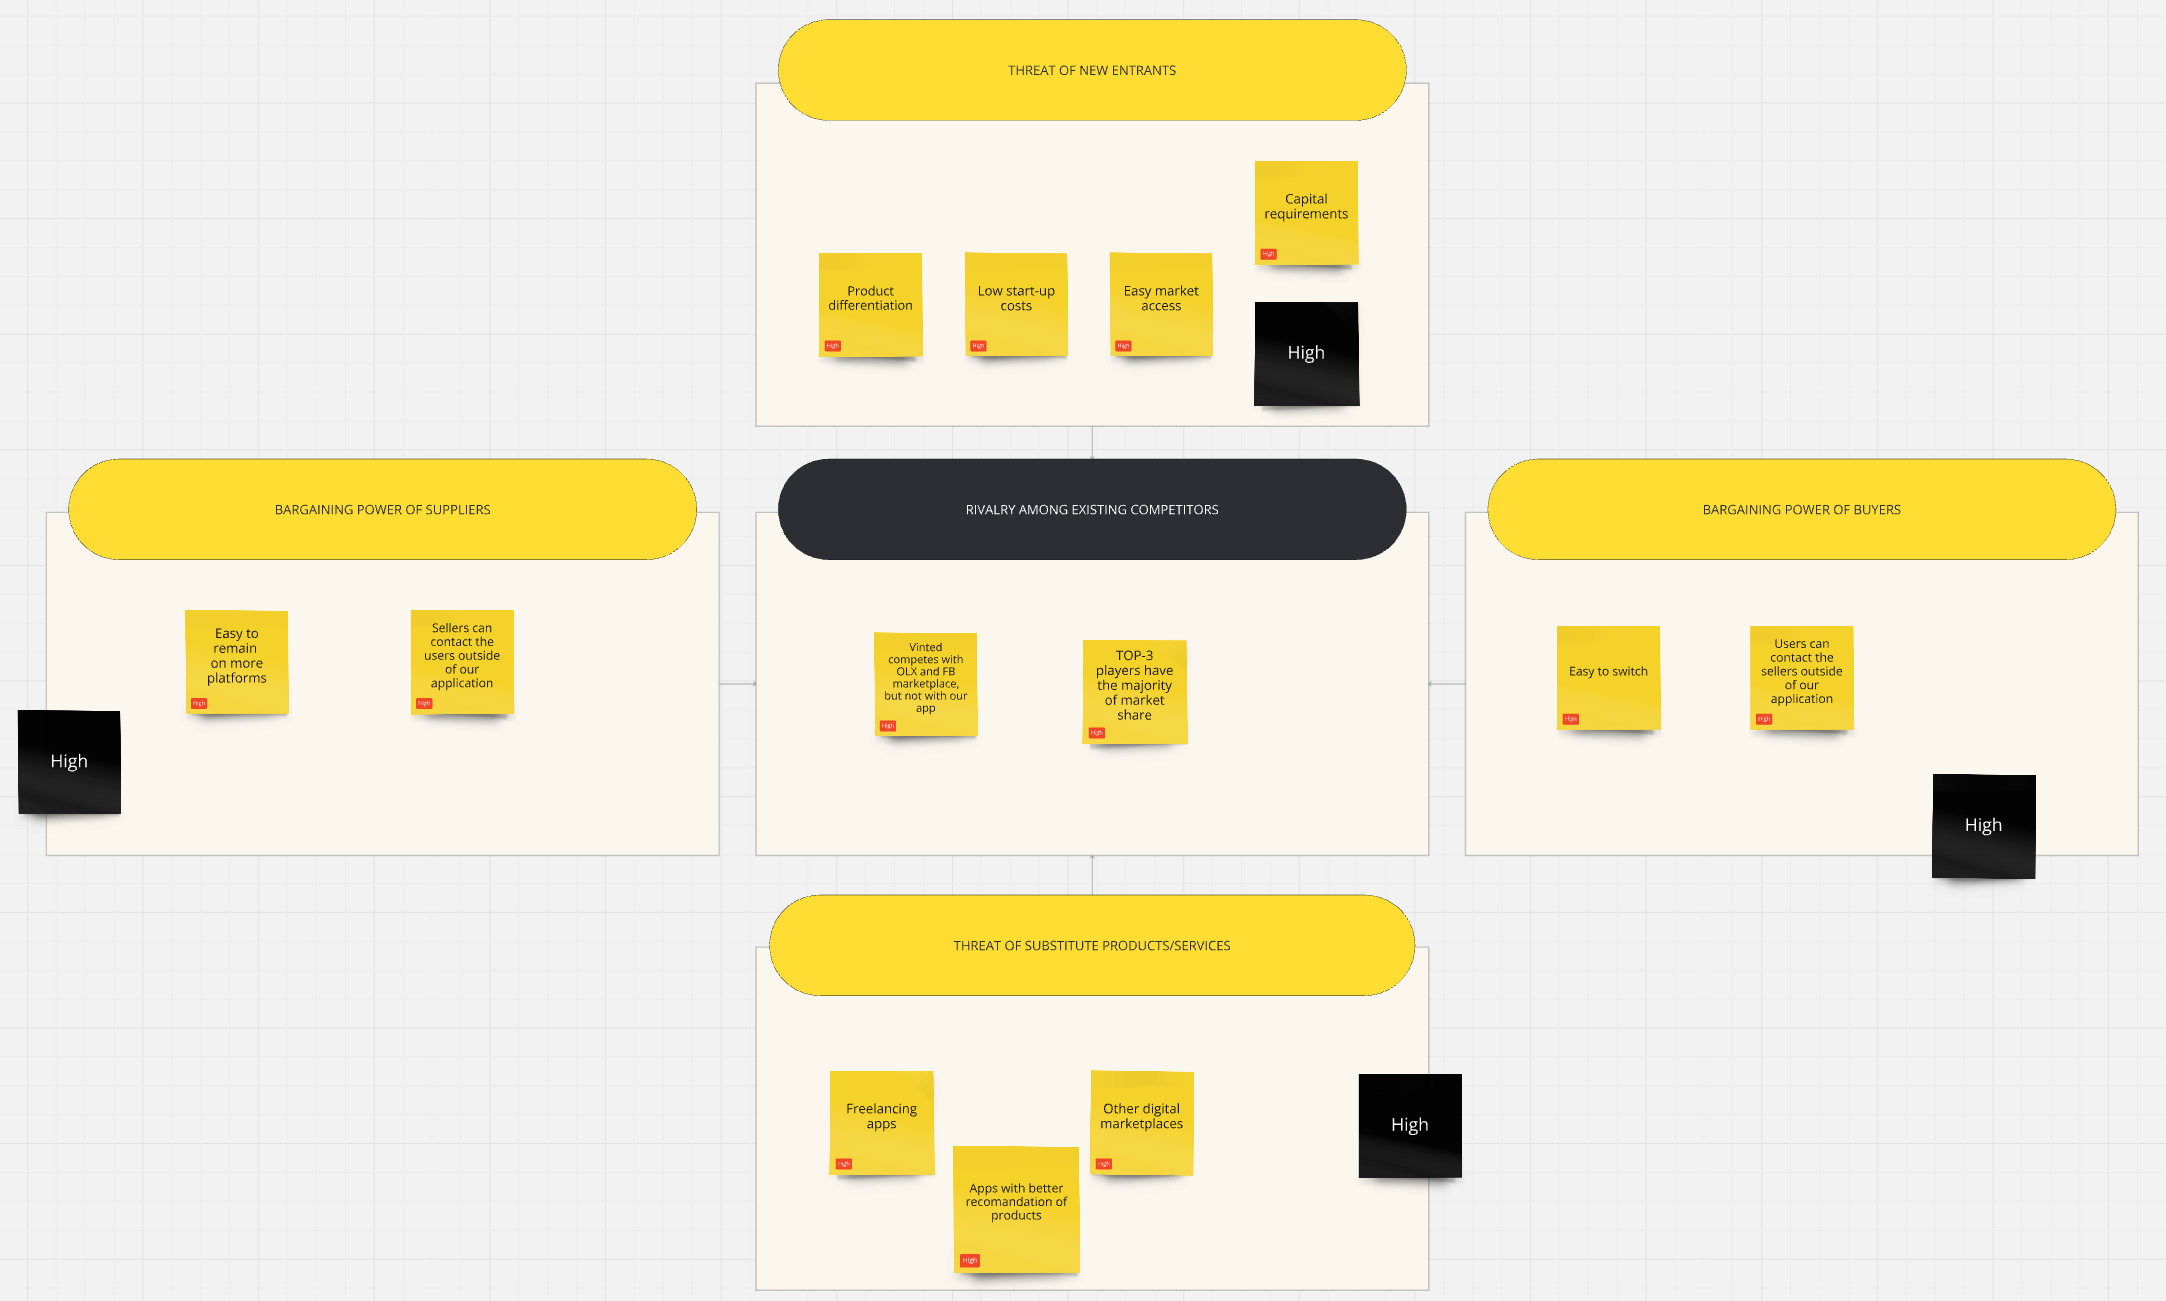 THREAT OF NEW ENTRANTS
Capital
requirements
High
Product
differentiation
High
Low start-up
costs
High
Easy market
access
High
High
BARGAINING POWER OF SUPPLIERS
Easy to
remain
on more
platforms
High
Sellers can
contact the
users outside
of our
application
High
High
RIVALRY AMONG EXISTING COMPETITORS
Vinted
competes with
OLX and FB
marketplace,
but not with our
app
High
TOP-3
players have
the majority
of market
share
High
BARGAINING POWER OF BUYERS
Easy to switch
High
Users can
contact the
sellers outside
of our
application
High
High
THREAT OF SUBSTITUTE PRODUCTS/SERVICES
Freelancing
apps
High
Apps with better
recomandation of
products
High
Other digital
marketplaces
High
High